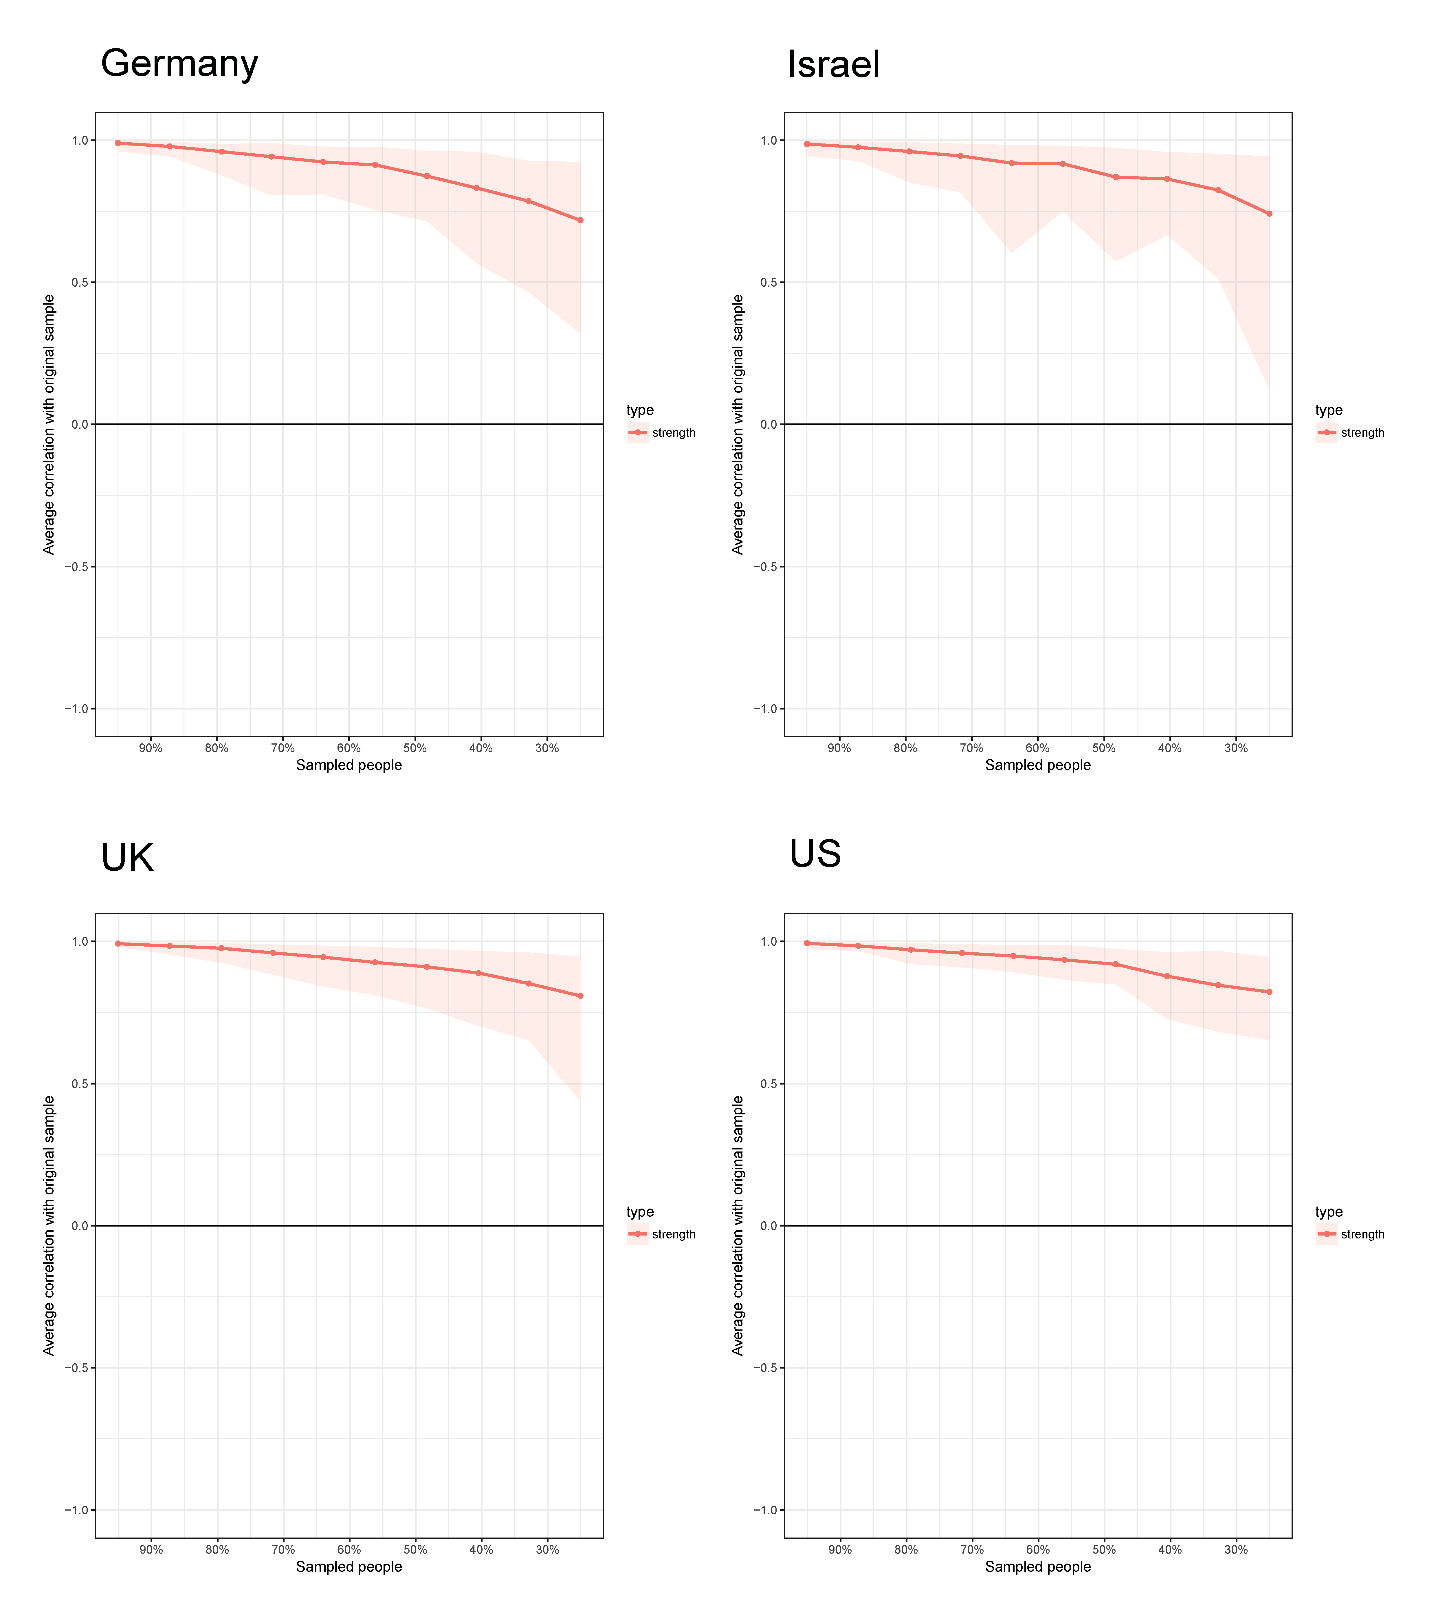 Germany
1.0
0.5
0.0
−0.5
−1.0
Average correlation with original sample
90% 80% 70% 60% 50% 40% 30%
Sampled people
type
strength
Israel
1.0
0.5
0.0
−0.5
−1.0
Average correlation with original sample
90% 80% 70% 60% 50% 40% 30%
Sampled people
type
strength
UK
1.0
0.5
0.0
−0.5
−1.0
Average correlation with original sample
90% 80% 70% 60% 50% 40% 30%
Sampled people
type
strength
US
1.0
0.5
0.0
−0.5
−1.0
Average correlation with original sample
90% 80% 70% 60% 50% 40% 30%
Sampled people
type
strength